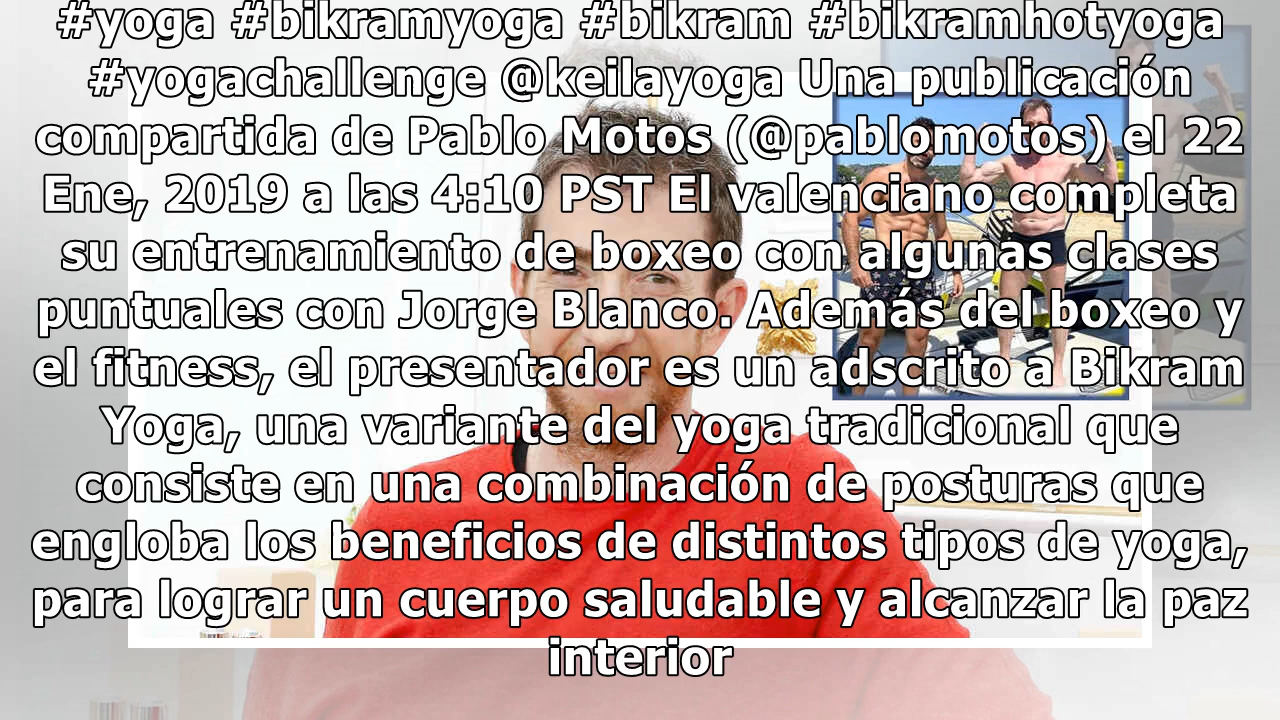 #yoga #bikramyoga #bikram #bikramhotyoga
#yogachallenge @keilayoga Una publicación
compartida de Pablo Motos (@pablomotos) el 22
Ene, 2019 a las 4:10 PST El valenciano completa
su entrenamiento de boxeo con algunas clases
puntuales con Jorge Blanco. Además del boxeo y
el fitness, el presentador es un adscrito a Bikram
Yoga, una variante del yoga tradicional que
consiste en una combinación de posturas que
engloba los beneficios de distintos tipos de yoga,
para lograr un cuerpo saludable y alcanzar la paz
interior